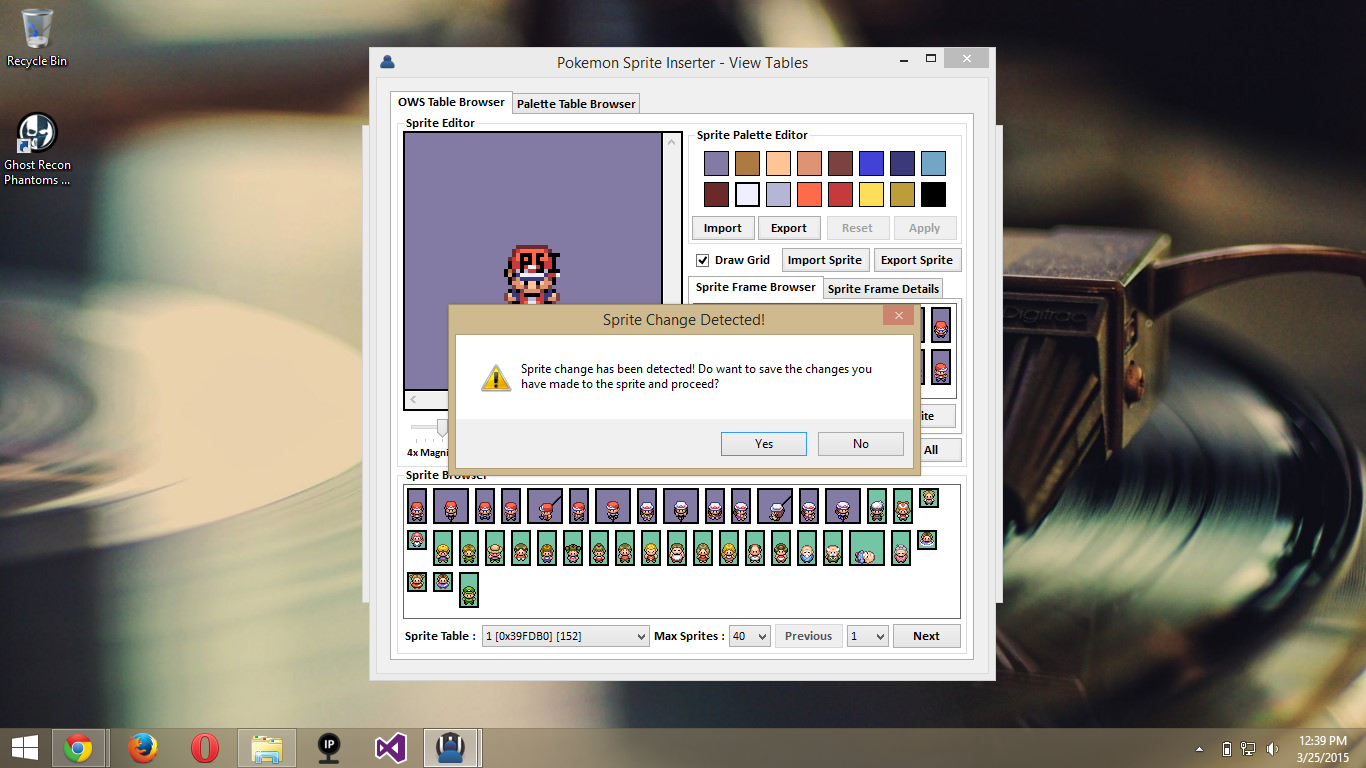 Recycle Bin
Ghost Recon
Phantoms ...
Pokemon Sprite Inserter - View Tables
OWS Table Browser
Palette Table Browser
Sprite Editor
PSI
4x Magni
Sprite Palette Editor
Import
Export
Reset
Apply
Draw Grid
Import Sprite
Export Sprite
Sprite Frame Browser
Sprite Frame Details
ite
All
Sprite Change Detected!
Sprite change has been detected! Do want to save the changes you
have made to the sprite and proceed?
Yes
No
Sprite Browser
Sprite Table :
1 [0x39FDB0] [152]
Max Sprites :
40
Previous
1
Next
Digitrac
IP
12:39 PM
3/25/2015